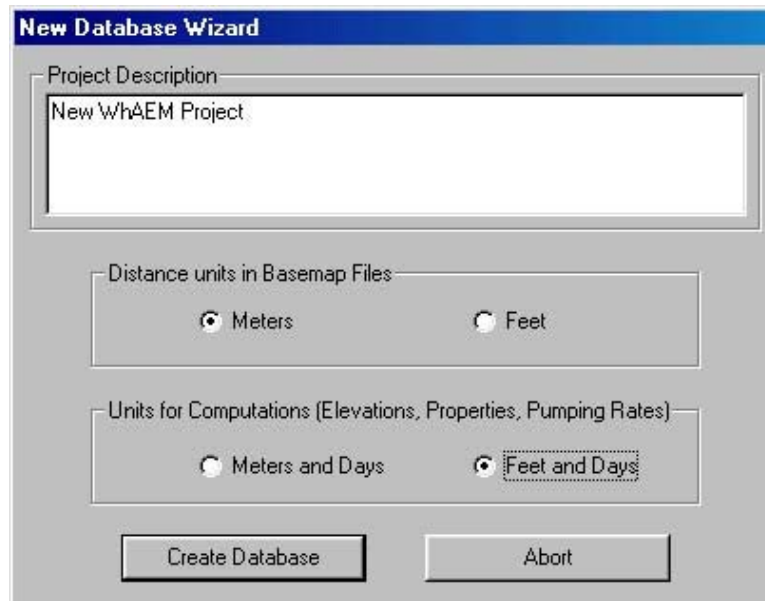 New Database Wizard
Project Description
New WhAEM Project
Distance units in Basemap Files
Meters Feet
Units for Computations (Elevations, Properties, Pumping Rates)
Meters and Days Feet and Days
Create Database Abort